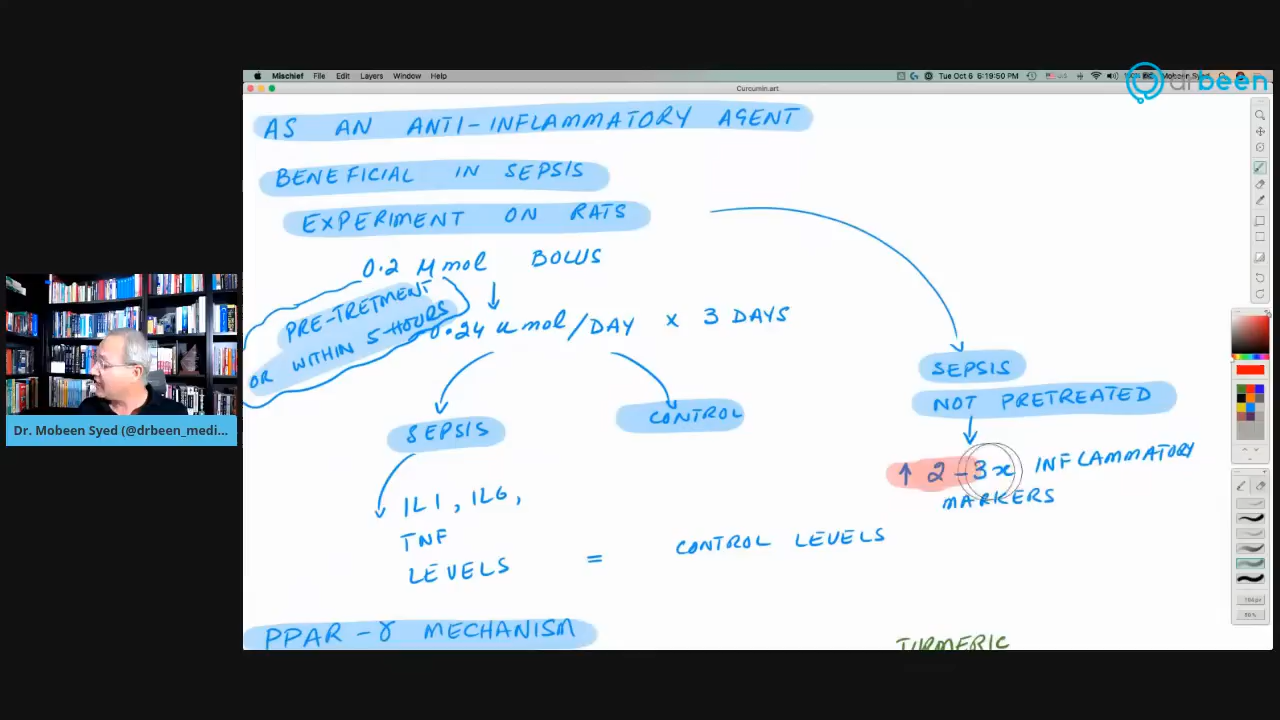 Mischief File Edit Layers Window Help
Tue Oct 6 6:19:50 PM
Mobeen Syed
drbeen
Curcumin.art
AS AN ANTI-INFLAMMATORY AGENT
BENEFICIAL IN SEPSIS
EXPERIMENT ON RATS
0.2 μmol BOLUS
PRE-TRETMENT
OR WITHIN 5-HOURS
0.24 μmol/DAY x 3 DAYS
SEPSIS
NOT PRETREATED
SEPSIS
CONTROL
↑ 2-3x INFLAMMATORY
MARKERS
IL1, IL6,
TNF
LEVELS = CONTROL LEVELS
PPAR-γ MECHANISM
TURMERIC
Dr. Mobeen Syed (@drbeen_medi...